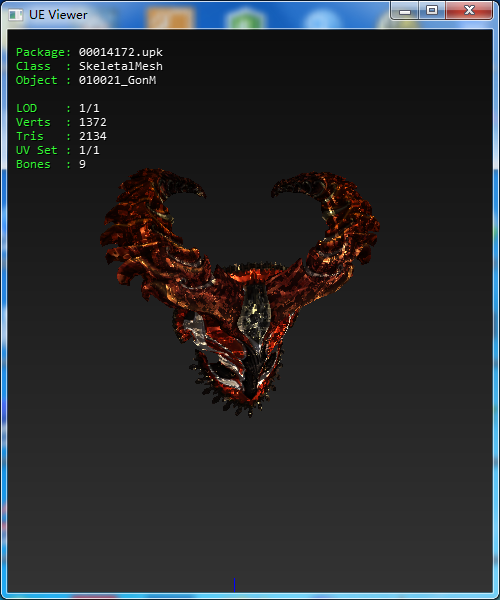 UE Viewer
Package: 00014172.upk
Class : SkeletalMesh
Object : 010021_GonM
LOD : 1/1
Verts : 1372
Tris : 2134
UV Set : 1/1
Bones : 9